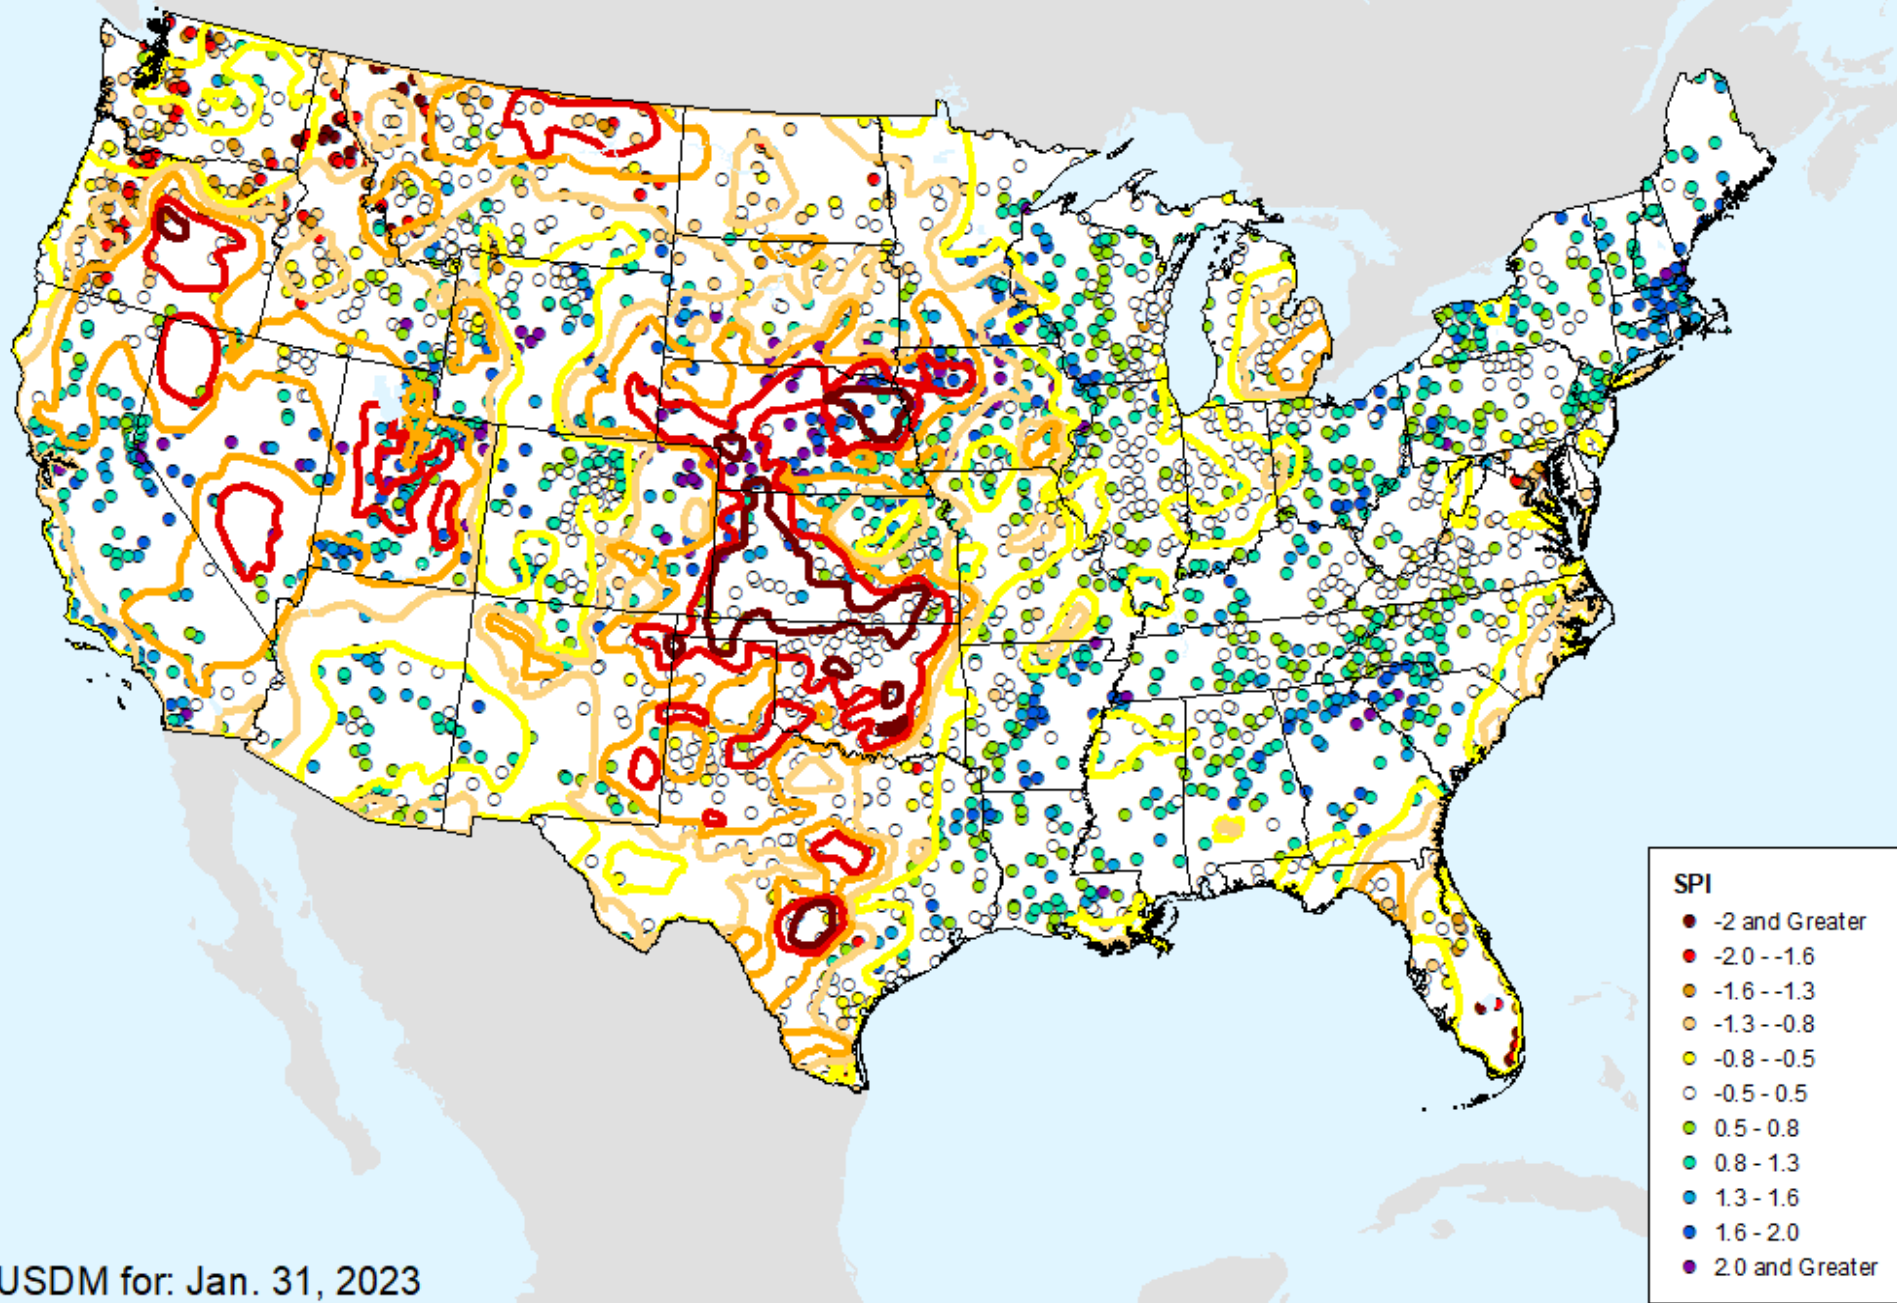 SPI
-2 and Greater
-2.0 - -1.6
-1.6 - -1.3
-1.3 - -0.8
-0.8 - -0.5
-0.5 - 0.5
0.5 - 0.8
0.8 - 1.3
1.3 - 1.6
1.6 - 2.0
2.0 and Greater
USDM for: Jan. 31, 2023